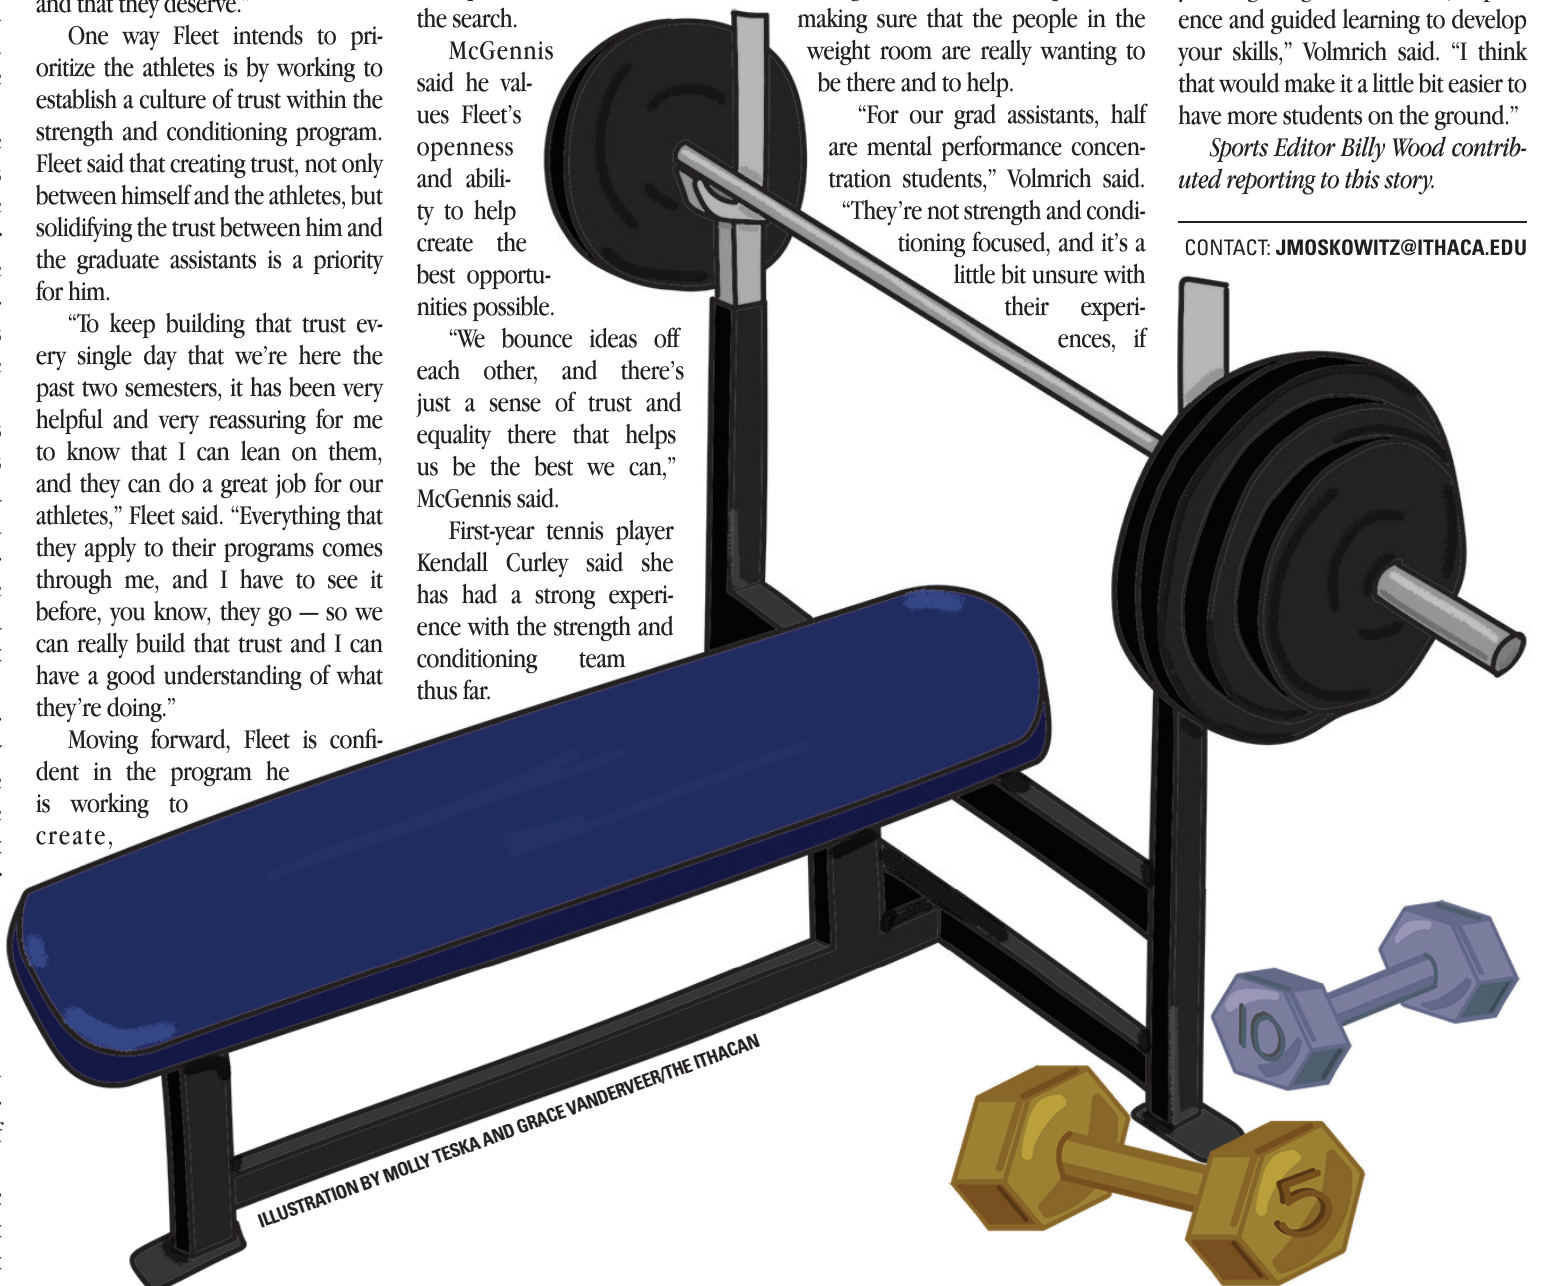 and that they deserve.”
One way Fleet intends to pri-
oritize the athletes is by working to
establish a culture of trust within the
strength and conditioning program.
Fleet said that creating trust, not only
between himself and the athletes, but
solidifying the trust between him and
the graduate assistants is a priority
for him.
“To keep building that trust ev-
ery single day that we’re here the
past two semesters, it has been very
helpful and very reassuring for me
to know that I can lean on them,
and they can do a great job for our
athletes,” Fleet said. “Everything that
they apply to their programs comes
through me, and I have to see it
before, you know, they go — so we
can really build that trust and I can
have a good understanding of what
they’re doing.”
Moving forward, Fleet is confi-
dent in the program he
is working to
create,
the search.
McGennis
said he val-
ues Fleet’s
openness
and abili-
ty to help
create the
best opportu-
nities possible.
“We bounce ideas off
each other, and there’s
just a sense of trust and
equality there that helps
us be the best we can,”
McGennis said.
First-year tennis player
Kendall Curley said she
has had a strong experi-
ence with the strength and
conditioning team
thus far.
making sure that the people in the
weight room are really wanting to
be there and to help.
“For our grad assistants, half
are mental performance concen-
tration students,” Volmrich said.
“They’re not strength and condi-
tioning focused, and it’s a
little bit unsure with
their experi-
ences, if
ence and guided learning to develop
your skills,” Volmrich said. “I think
that would make it a little bit easier to
have more students on the ground.”
Sports Editor Billy Wood contrib-
uted reporting to this story.
CONTACT: JMOSKOWITZ@ITHACA.EDU
10
5
ILLUSTRATION BY MOLLY TESKA AND GRACE VANDERVEER/THE ITHACAN